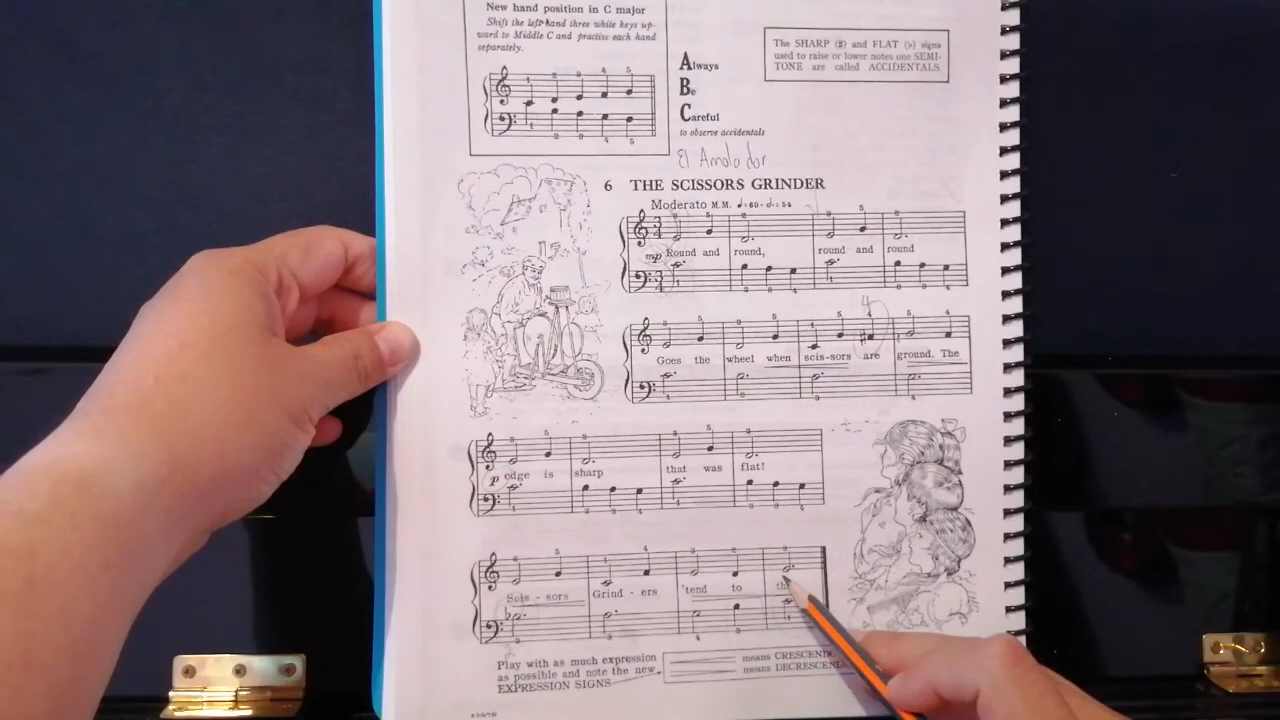 New hand position in C major
Shift the left hand three white keys up-
ward to Middle C and practise each hand
separately.
Always
Be
Careful
to observe accidentals
The SHARP (♯) and FLAT (♭) signs
used to raise or lower notes one SEMI-
TONE are called ACCIDENTALS.
El Amolador
6 THE SCISSORS GRINDER
Moderato M.M.
mp Round and round, round and round
Goes the wheel when scis-sors are ground. The
p edge is sharp that was flat!
Scis - sors Grind - ers 'tend to
Play with as much expression
as possible and note the new
EXPRESSION SIGNS
means
means